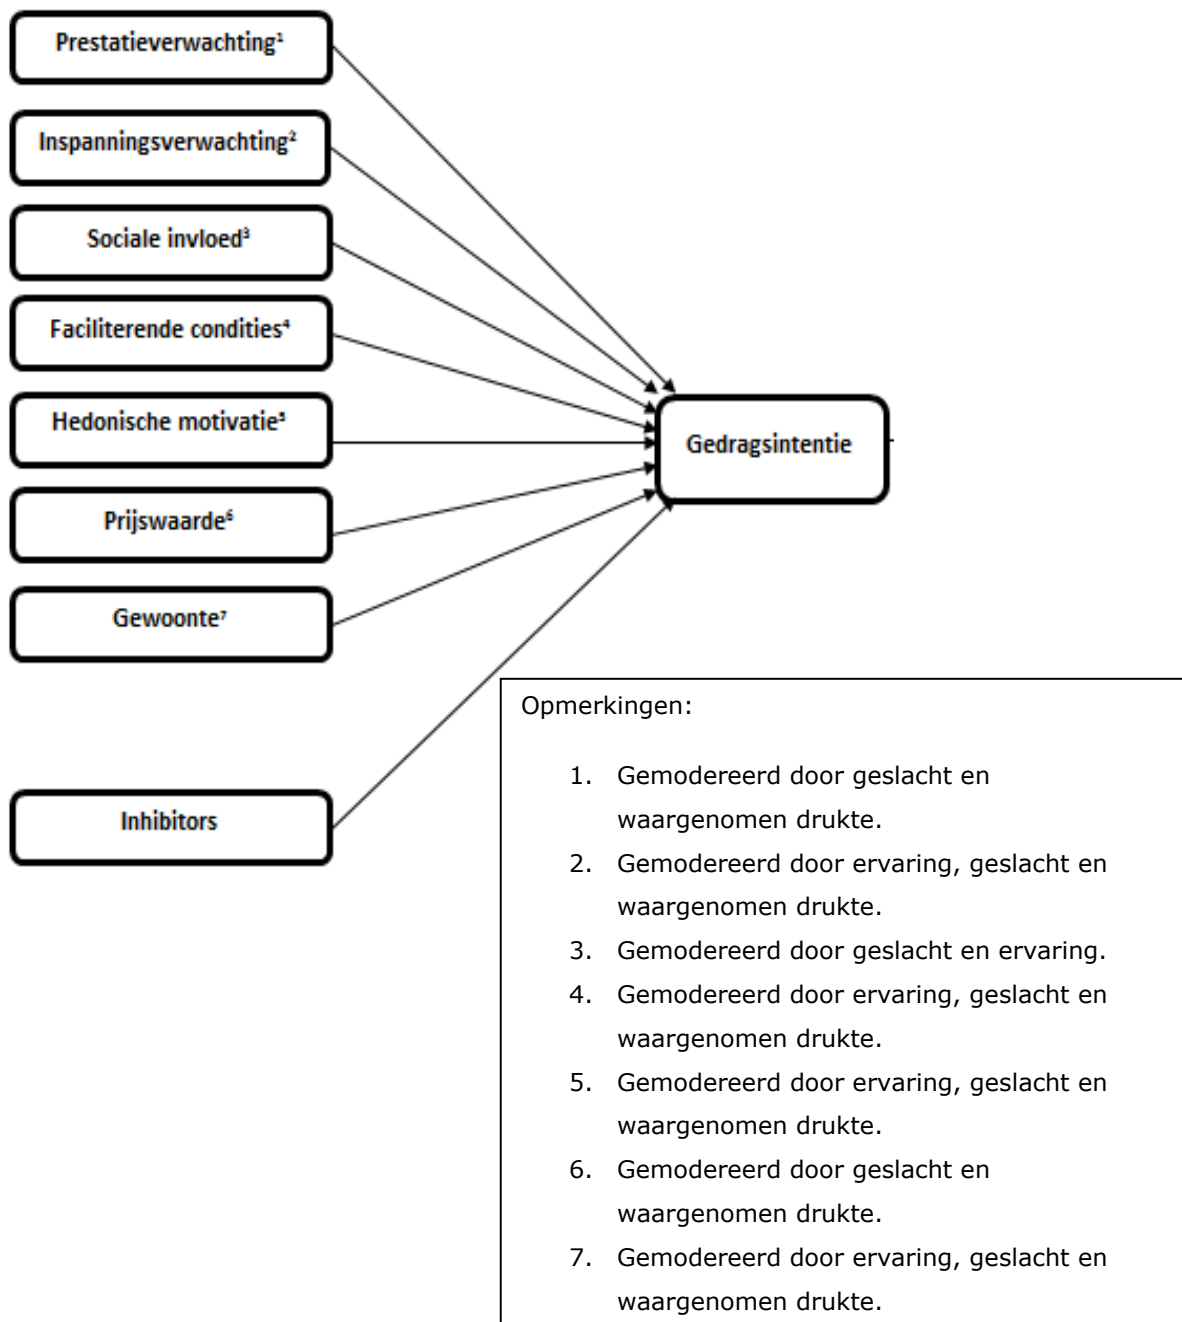 Prestatieverwachting¹
Inspanningsverwachting²
Sociale invloed³
Faciliterende condities⁴
Hedonische motivatie⁵
Prijswaarde⁶
Gewoonte⁷
Inhibitors
Gedragsintentie
Opmerkingen:
1. Gemodereerd door geslacht en
waargenomen drukte.
2. Gemodereerd door ervaring, geslacht en
waargenomen drukte.
3. Gemodereerd door geslacht en ervaring.
4. Gemodereerd door ervaring, geslacht en
waargenomen drukte.
5. Gemodereerd door ervaring, geslacht en
waargenomen drukte.
6. Gemodereerd door geslacht en
waargenomen drukte.
7. Gemodereerd door ervaring, geslacht en
waargenomen drukte.